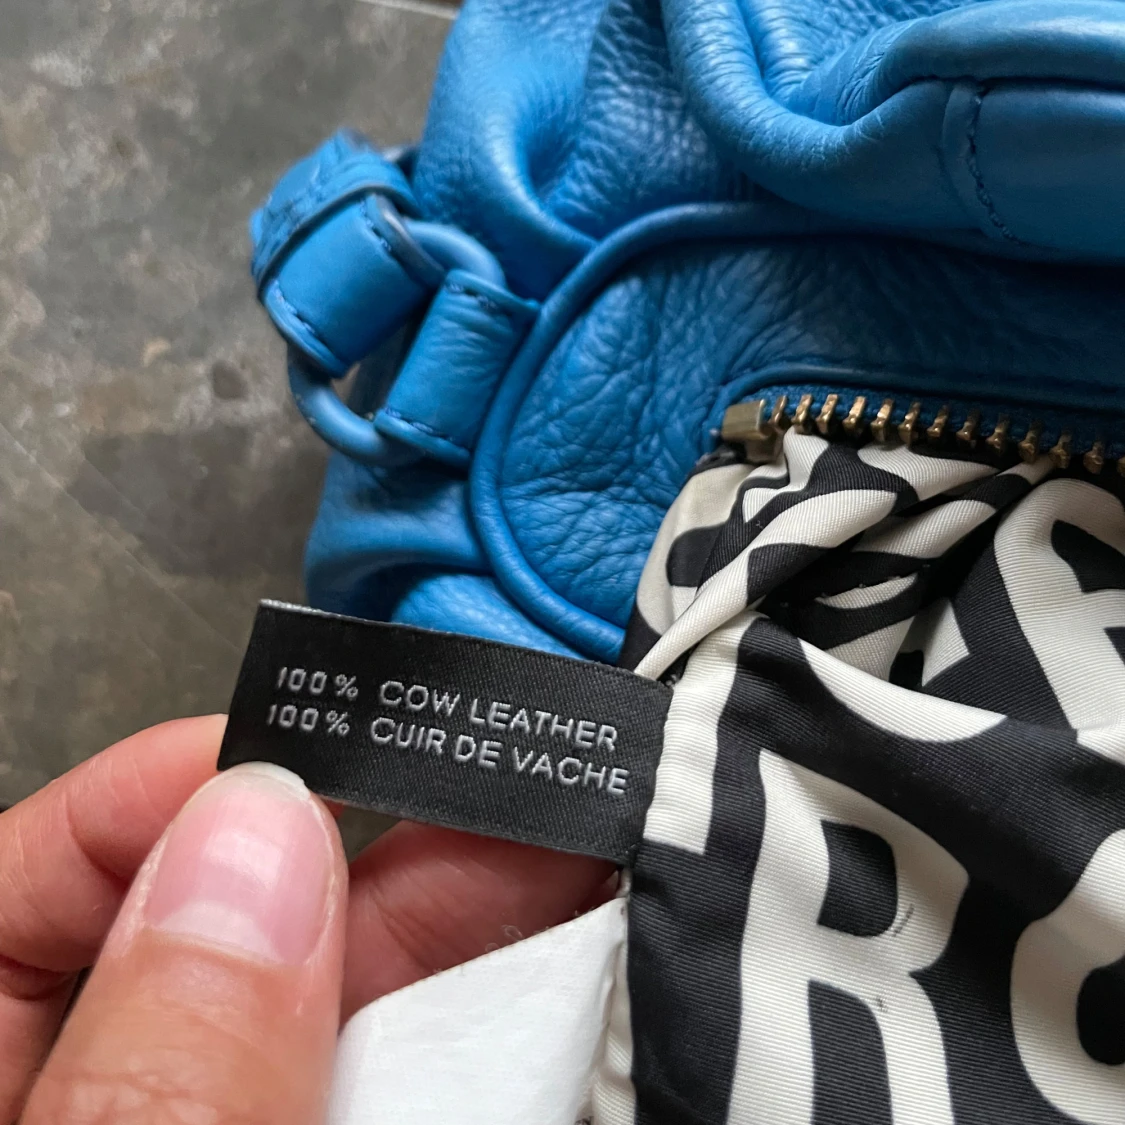 100% COW LEATHER
100% CUIR DE VACHE
R